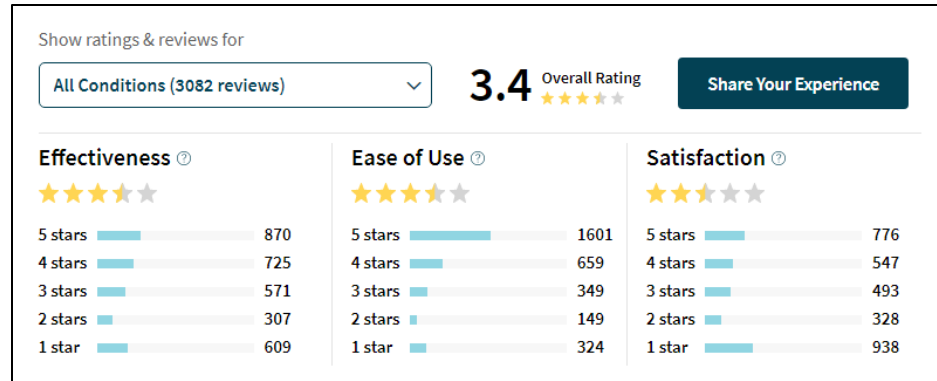 Show ratings & reviews for
All Conditions (3082 reviews)
3.4 Overall Rating
Share Your Experience
Effectiveness ?
5 stars 870
4 stars 725
3 stars 571
2 stars 307
1 star 609
Ease of Use ?
5 stars 1601
4 stars 659
3 stars 349
2 stars 149
1 star 324
Satisfaction ?
5 stars 776
4 stars 547
3 stars 493
2 stars 328
1 star 938